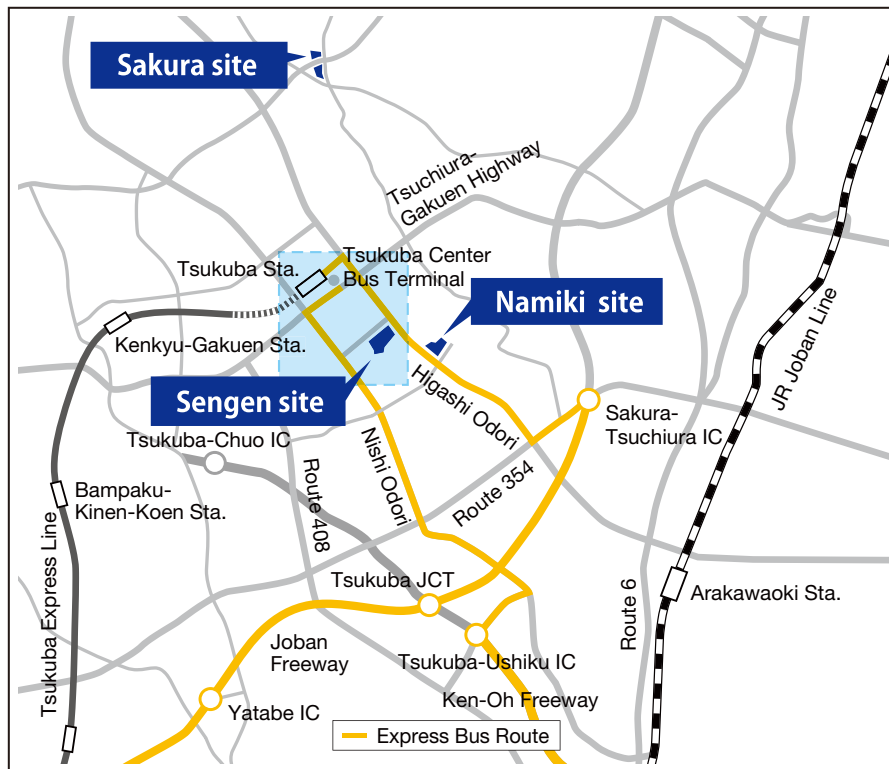 Sakura site
Tsuchiura-
Gakuen Highway
Tsukuba Sta.
Tsukuba Center
Bus Terminal
Namiki site
Kenkyu-Gakuen Sta.
JR Joban Line
Sengen site
Higashi Odori
Sakura-
Tsuchiura IC
Tsukuba-Chuo IC
Nishi Odori
Route 354
Route 408
Bampaku-
Kinen-Koen Sta.
Tsukuba Express Line
Tsukuba JCT
Arakawaoki Sta.
Route 6
Joban
Freeway
Tsukuba-Ushiku IC
Ken-Oh Freeway
Yatabe IC
Express Bus Route